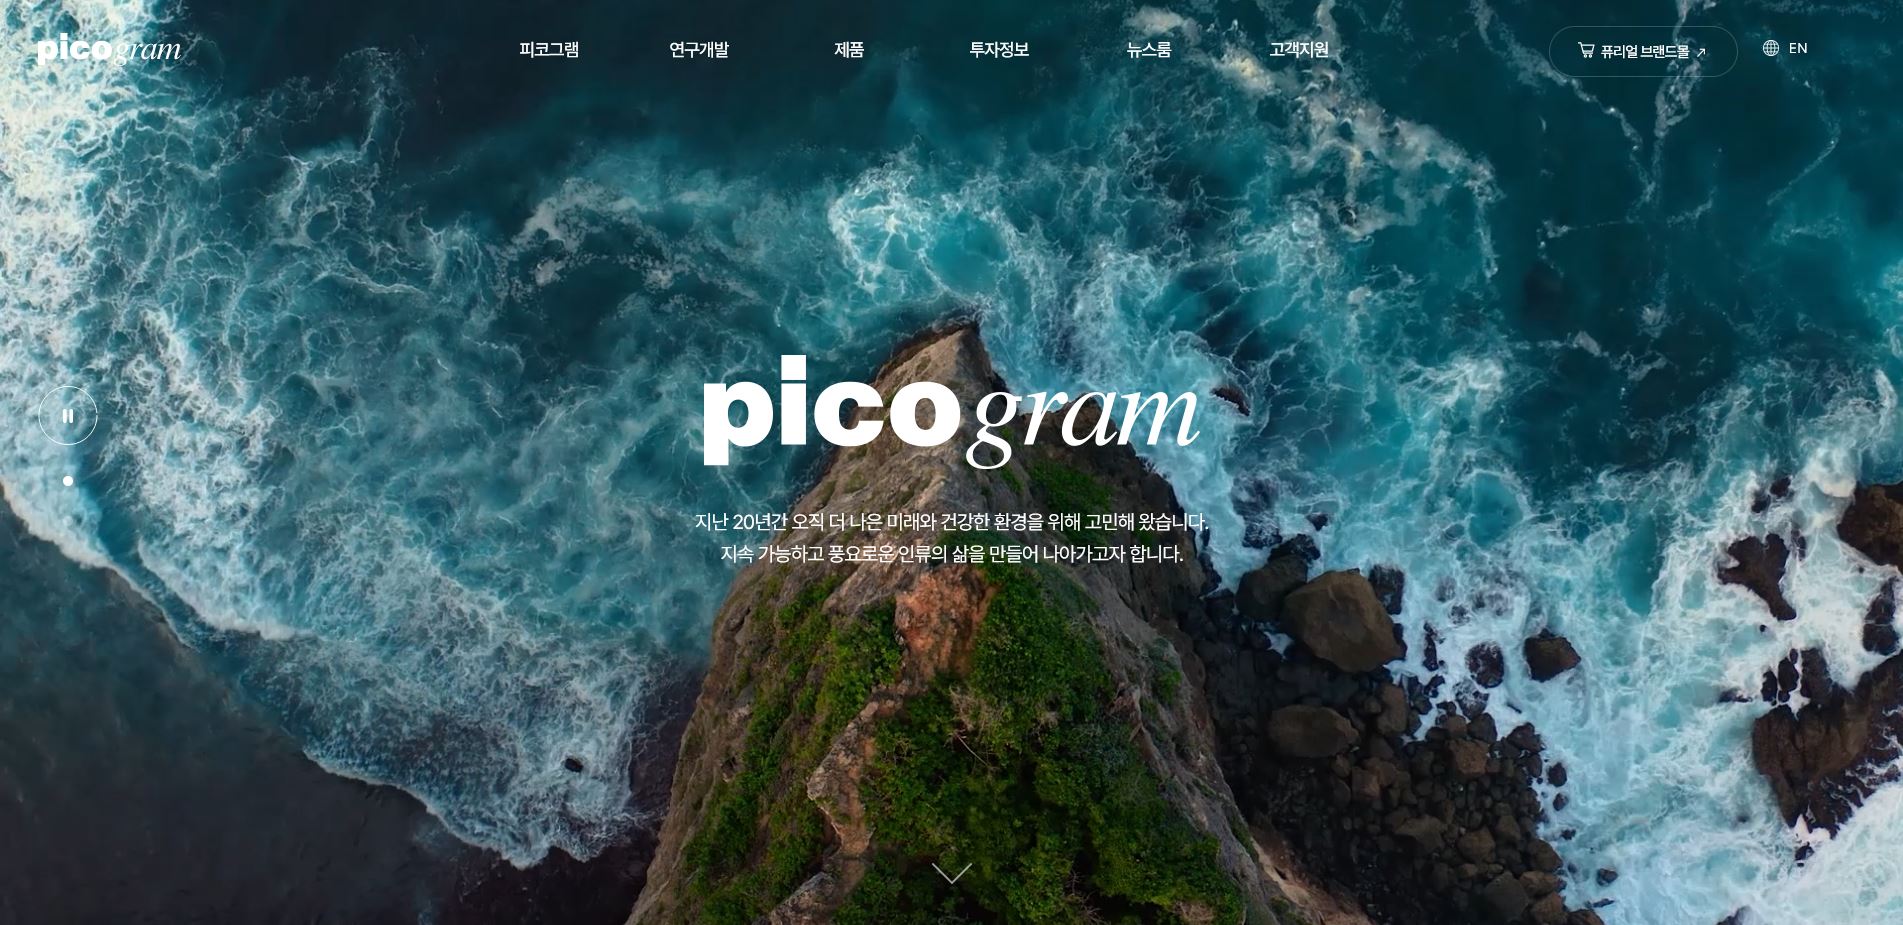 picogram
피코그램
연구개발
제품
투자정보
뉴스룸
고객지원
퓨리얼 브랜드몰
EN
picogram
지난 20년간 오직 더 나은 미래와 건강한 환경을 위해 고민해 왔습니다.
지속 가능하고 풍요로운 인류의 삶을 만들어 나아가고자 합니다.